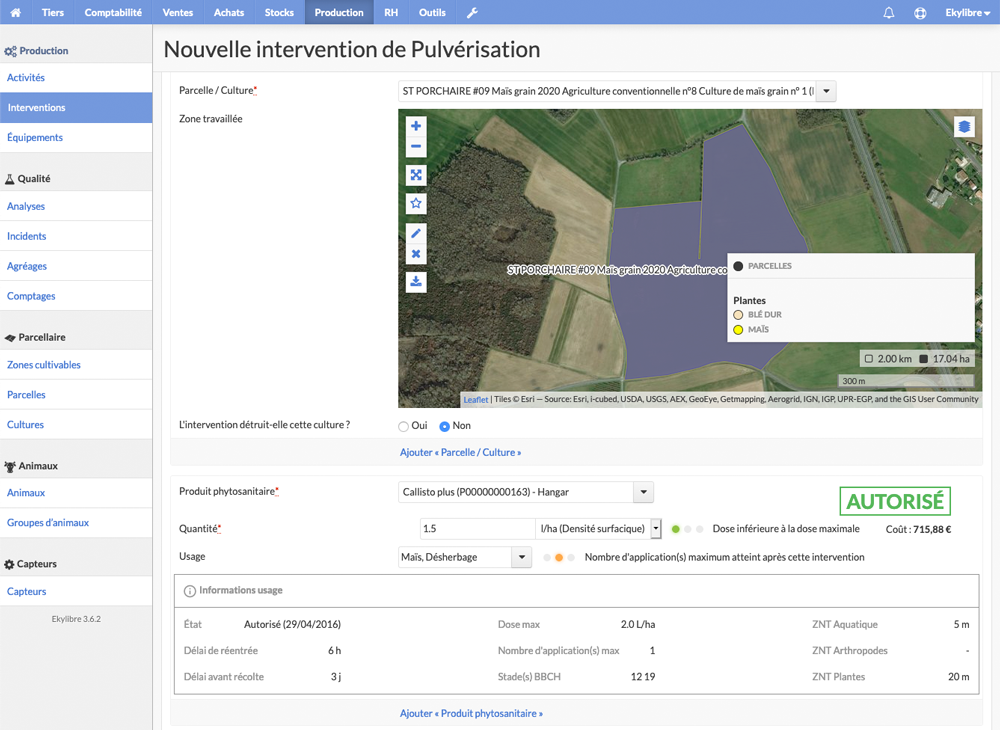 Tiers Comptabilité Ventes Achats Stocks Production RH Outils Ekylibre
Production
Activités
Interventions
Équipements
Qualité
Analyses
Incidents
Agréages
Comptages
Parcellaire
Zones cultivables
Parcelles
Cultures
Animaux
Animaux
Groupes d'animaux
Capteurs
Capteurs
Ekylibre 3.6.2
Nouvelle intervention de Pulvérisation
Parcelle / Culture* ST PORCHAIRE #09 Maïs grain 2020 Agriculture conventionnelle n°8 Culture de maïs grain n° 1 (
Zone travaillée
ST PORCHAIRE #09 Maïs grain 2020 Agriculture co
PARCELLES
Plantes
BLÉ DUR
MAÏS
2.00 km 17.04 ha
300 m
Leaflet | Tiles © Esri — Source: Esri, i-cubed, USDA, USGS, AEX, GeoEye, Getmapping, Aerogrid, IGN, IGP, UPR-EGP, and the GIS User Community
L'intervention détruit-elle cette culture ? Oui Non
Ajouter « Parcelle / Culture »
Produit phytosanitaire* Callisto plus (P00000000163) - Hangar
AUTORISÉ
Quantité* 1.5 l/ha (Densité surfacique) Dose inférieure à la dose maximale Coût : 715,88 €
Usage Maïs, Désherbage Nombre d'application(s) maximum atteint après cette intervention
Informations usage
État Autorisé (29/04/2016) Dose max 2.0 L/ha ZNT Aquatique 5 m
Délai de réentrée 6 h Nombre d'application(s) max 1 ZNT Arthropodes -
Délai avant récolte 3 j Stade(s) BBCH 12 19 ZNT Plantes 20 m
Ajouter « Produit phytosanitaire »